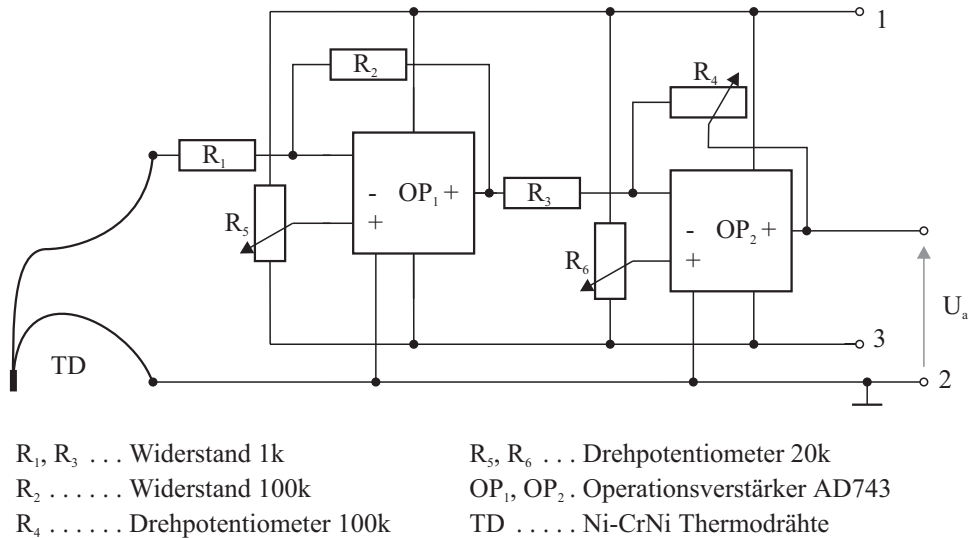 1
R₂
R₄
R₁
- OP₁ +
+
R₃
R₅
- OP₂ +
+
R₆
Uₐ
3
TD
2
R₁, R₃ . . . Widerstand 1k
R₂ . . . . . . Widerstand 100k
R₄ . . . . . . Drehpotentiometer 100k
R₅, R₆ . . . Drehpotentiometer 20k
OP₁, OP₂ . Operationsverstärker AD743
TD . . . . . Ni-CrNi Thermodrähte